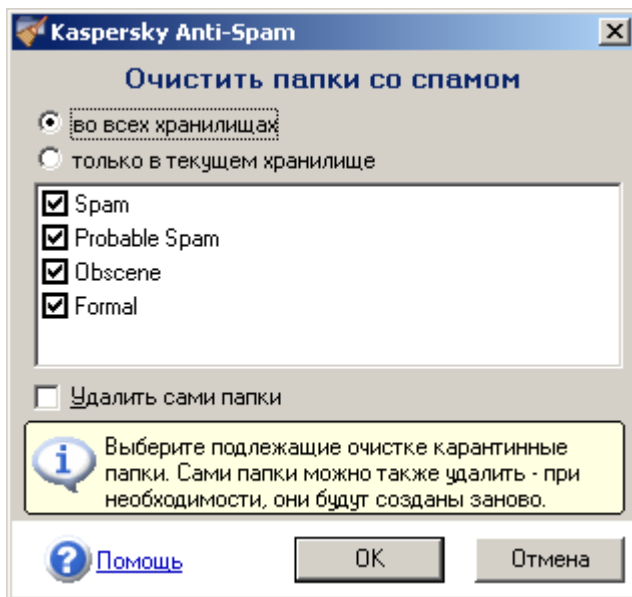 Kaspersky Anti-Spam
Очистить папки со спамом
во всех хранилищах
только в текущем хранилище
Spam
Probable Spam
Obscene
Formal
Удалить сами папки
Выберите подлежащие очистке карантинные
папки. Сами папки можно также удалить - при
необходимости, они будут созданы заново.
Помощь
OK
Отмена